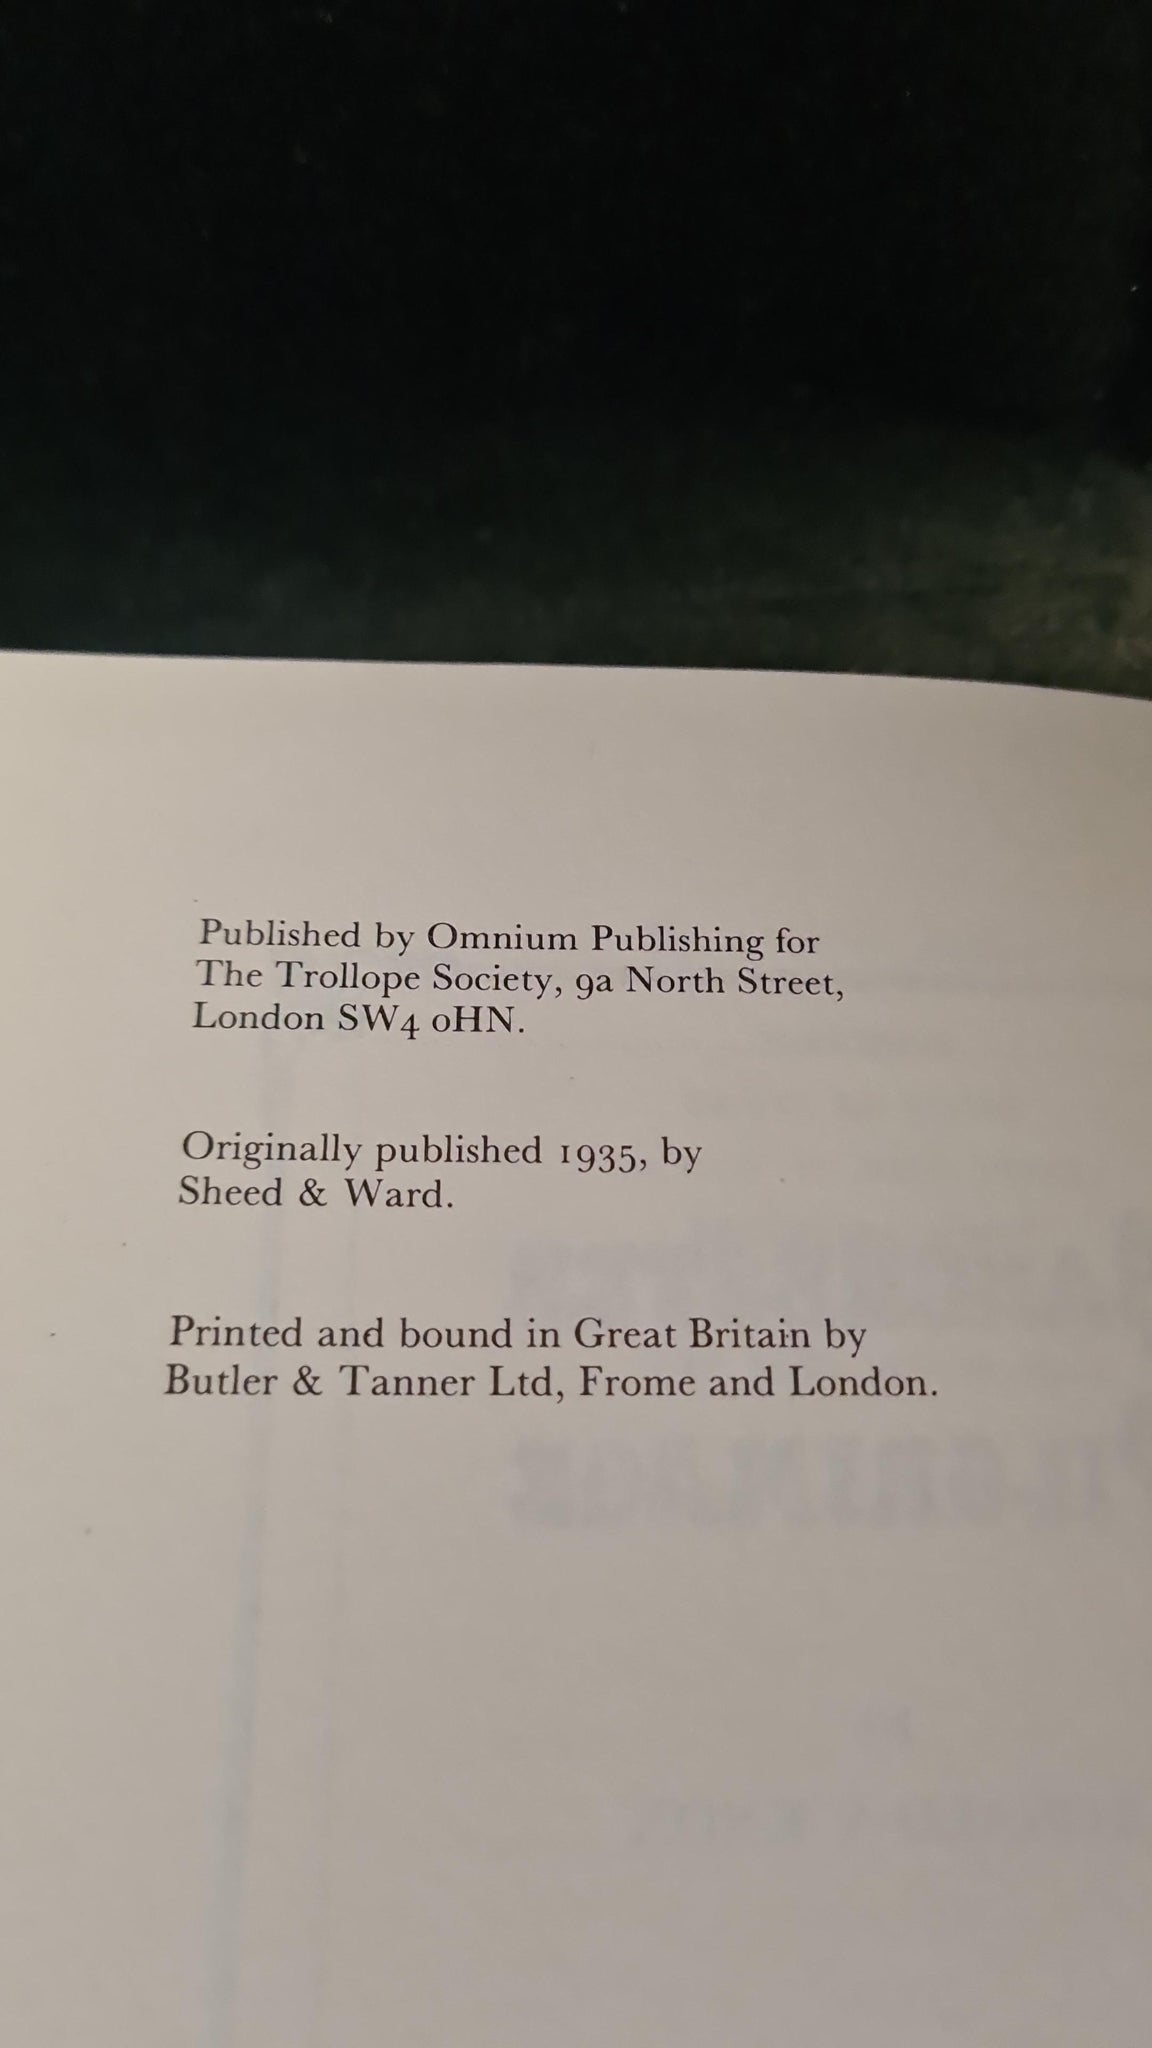 Published by Omnium Publishing for
The Trollope Society, 9a North Street,
London SW4 0HN.
Originally published 1935, by
Sheed & Ward.
Printed and bound in Great Britain by
Butler & Tanner Ltd, Frome and London.